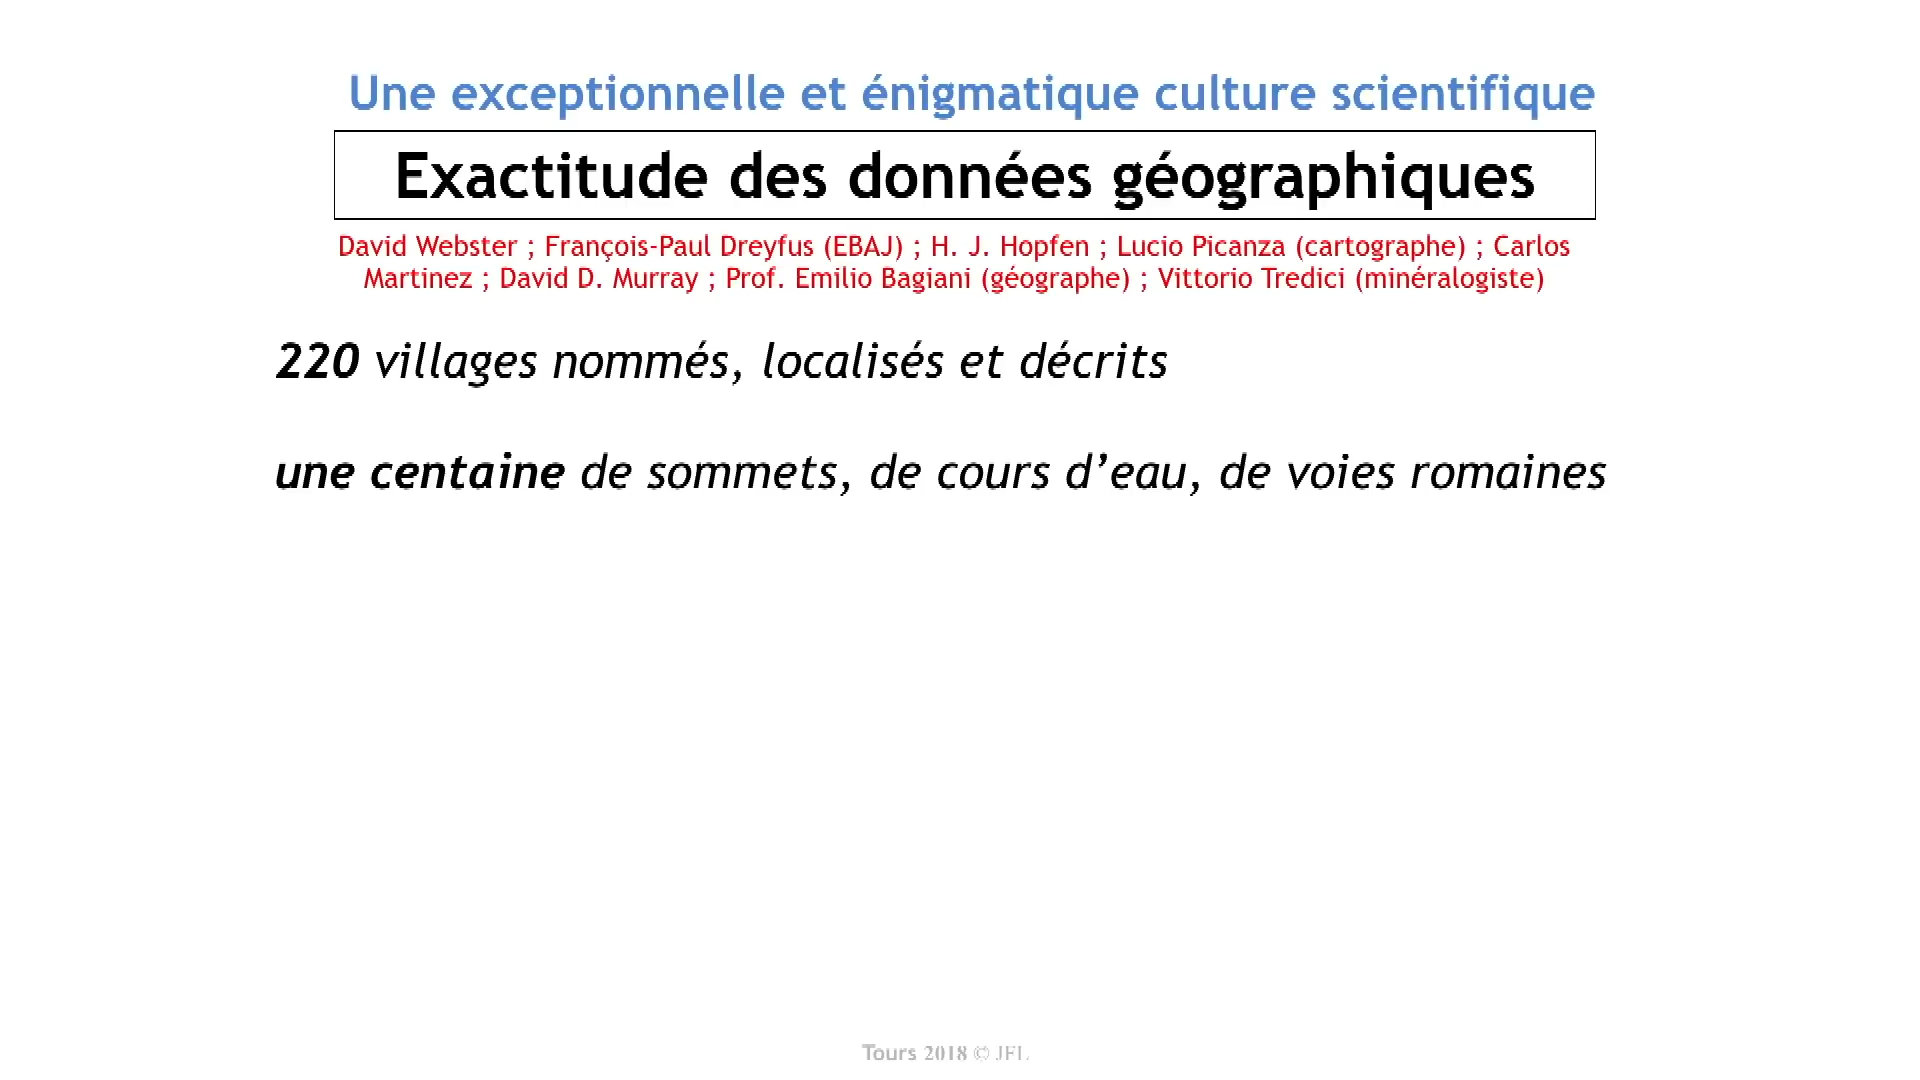 Une exceptionnelle et énigmatique culture scientifique
Exactitude des données géographiques
David Webster ; François-Paul Dreyfus (EBAJ) ; H. J. Hopfen ; Lucio Picanza (cartographe) ; Carlos
Martinez ; David D. Murray ; Prof. Emilio Bagiani (géographe) ; Vittorio Tredici (minéralogiste)
220 villages nommés, localisés et décrits
une centaine de sommets, de cours d’eau, de voies romaines
Tours 2018 © JFL